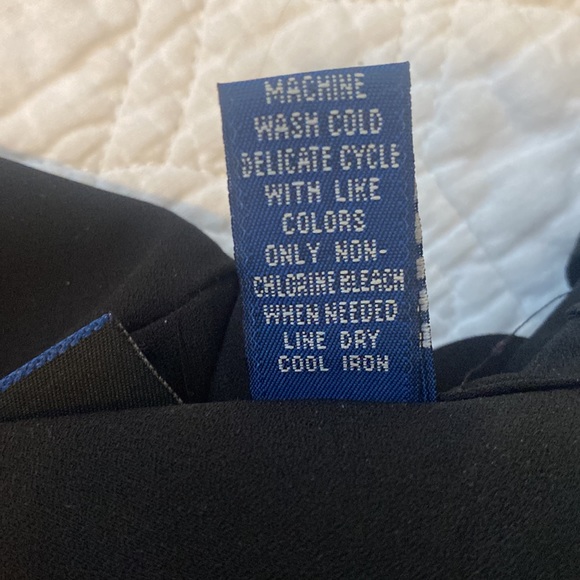 MACHINE
WASH COLD
DELICATE CYCLE
WITH LIKE
COLORS
ONLY NON-
CHLORINE BLEACH
WHEN NEEDED
LINE DRY
COOL IRON